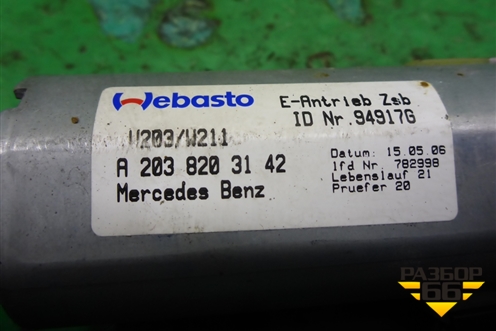 Webasto
E-Antrieb Zsb
ID Nr.94917G
W203/W211
A 203 820 31 42
Mercedes Benz
Datum: 15.05.06
lfd Nr 782998
Lebenslauf 21
Pruefer 20
РАЗБОР
66